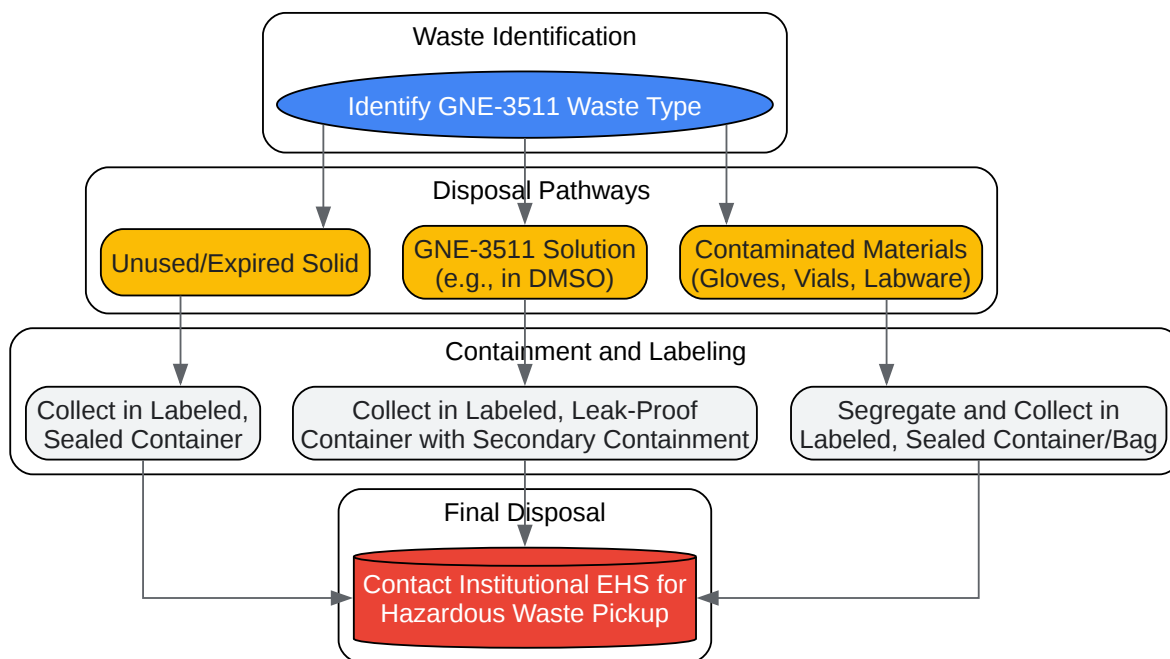 Waste Identification
Identify GNE-3511 Waste Type
Disposal Pathways
Unused/Expired Solid
GNE-3511 Solution
(e.g., in DMSO)
Contaminated Materials
(Gloves, Vials, Labware)
Containment and Labeling
Collect in Labeled,
Sealed Container
Collect in Labeled, Leak-Proof
Container with Secondary Containment
Segregate and Collect in
Labeled, Sealed Container/Bag
Final Disposal
Contact Institutional EHS for
Hazardous Waste Pickup